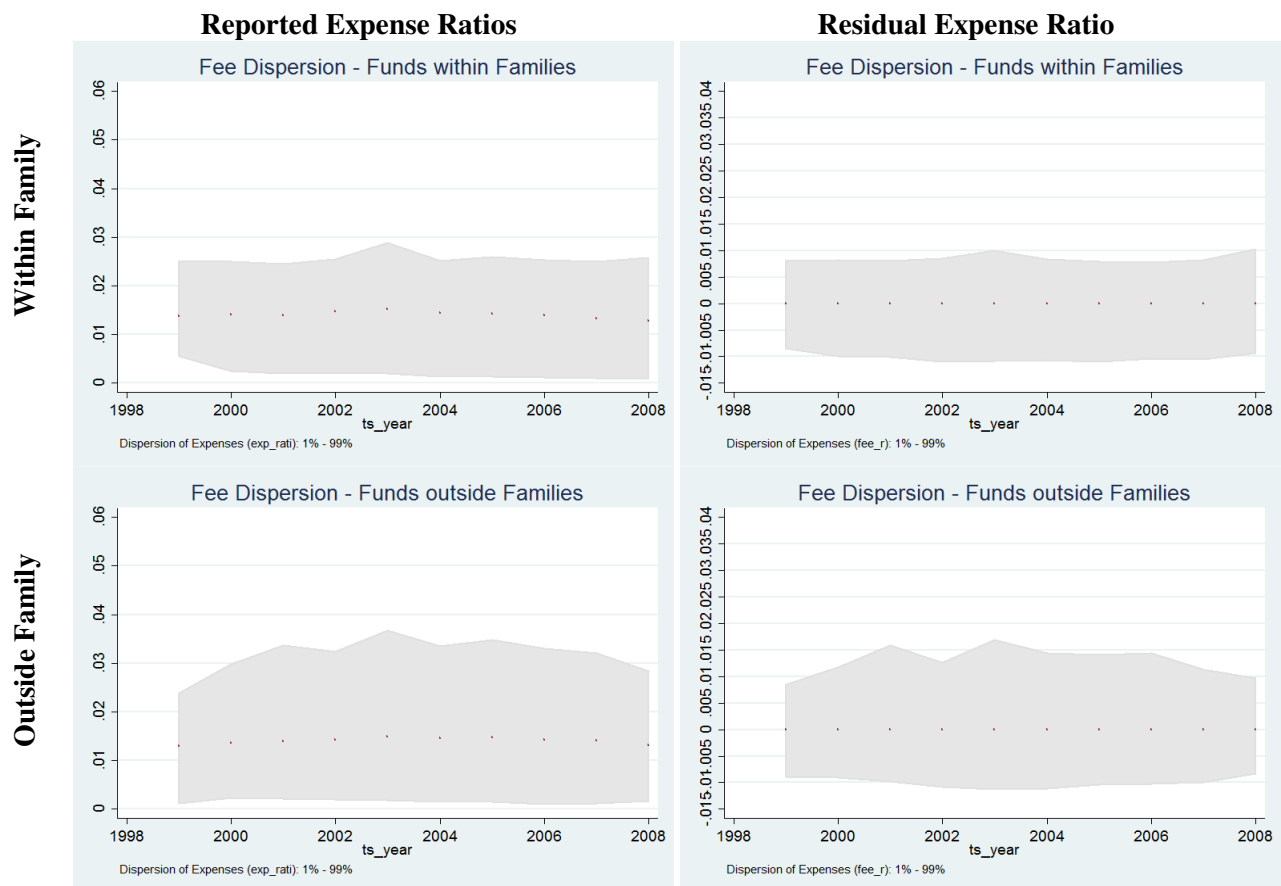 Reported Expense Ratios
Residual Expense Ratio
Within Family
Fee Dispersion - Funds within Families
.06
.05
.04
.03
.02
.01
0
1998 2000 2002 2004 2006 2008
ts_year
Dispersion of Expenses (exp_rati): 1% - 99%
Fee Dispersion - Funds within Families
-.015-.01-.005 0 .005.01.015.02.025.03.035.04
1998 2000 2002 2004 2006 2008
ts_year
Dispersion of Expenses (fee_r): 1% - 99%
Outside Family
Fee Dispersion - Funds outside Families
.06
.05
.04
.03
.02
.01
0
1998 2000 2002 2004 2006 2008
ts_year
Dispersion of Expenses (exp_rati): 1% - 99%
Fee Dispersion - Funds outside Families
-.015-.01-.005 0 .005.01.015.02.025.03.035.04
1998 2000 2002 2004 2006 2008
ts_year
Dispersion of Expenses (fee_r): 1% - 99%